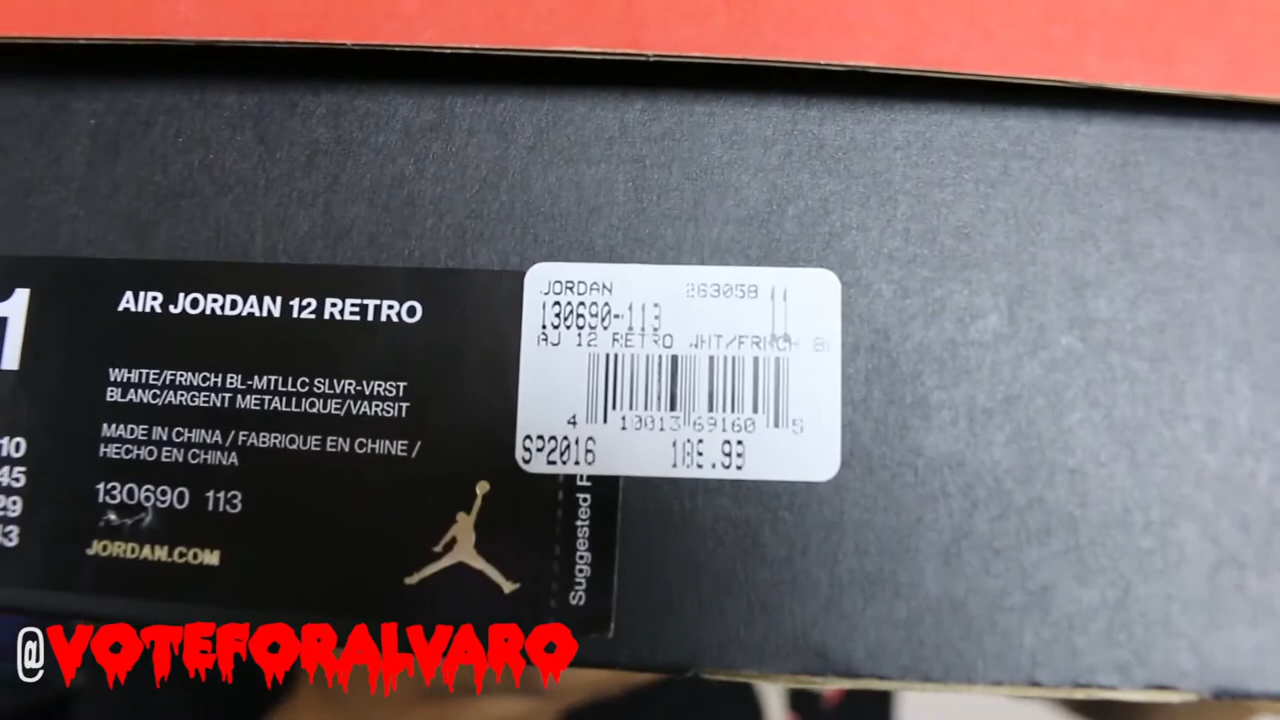 1
AIR JORDAN 12 RETRO
WHITE/FRNCH BL-MTLLC SLVR-VRST
BLANC/ARGENT METALLIQUE/VARSIT
MADE IN CHINA / FABRIQUE EN CHINE /
HECHO EN CHINA
130690 113
JORDAN.COM
10
45
29
Suggested
JORDAN 263058 11
130690-113
AJ 12 RETRO WHT/FRNCH
4 10013 69160 5
SP2016
@VOTEFORALVARO